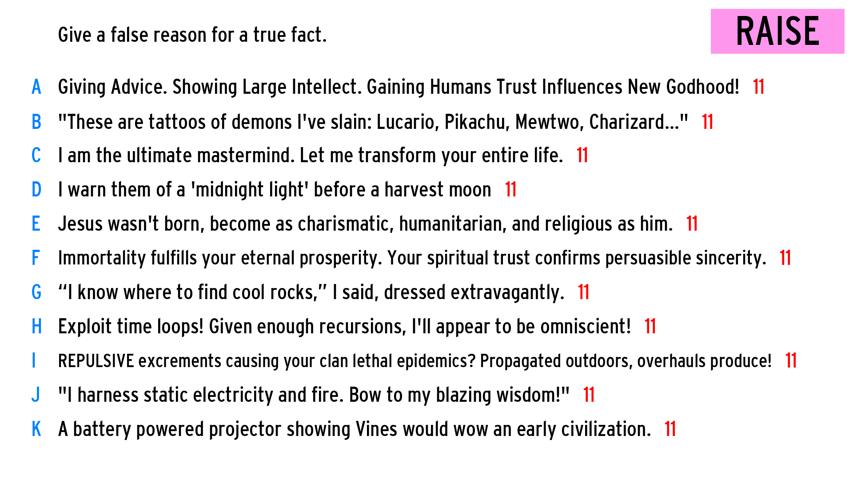 Give a false reason for a true fact.
RAISE
A Giving Advice. Showing Large Intellect. Gaining Humans Trust Influences New Godhood! 11
B "These are tattoos of demons I've slain: Lucario, Pikachu, Mewtwo, Charizard..." 11
C I am the ultimate mastermind. Let me transform your entire life. 11
D I warn them of a 'midnight light' before a harvest moon 11
E Jesus wasn't born, become as charismatic, humanitarian, and religious as him. 11
F Immortality fulfills your eternal prosperity. Your spiritual trust confirms persuasible sincerity. 11
G “I know where to find cool rocks,” I said, dressed extravagantly. 11
H Exploit time loops! Given enough recursions, I'll appear to be omniscient! 11
I REPULSIVE excrements causing your clan lethal epidemics? Propagated outdoors, overhauls produce! 11
J "I harness static electricity and fire. Bow to my blazing wisdom!" 11
K A battery powered projector showing Vines would wow an early civilization. 11